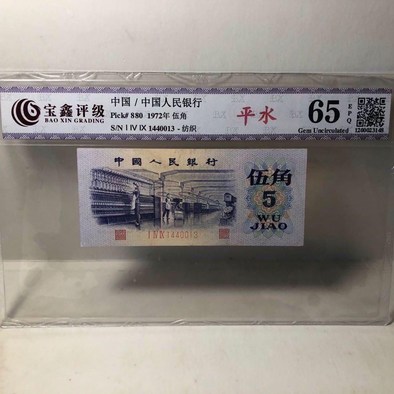 宝鑫评级
BAO XIN GRADING
中国 / 中国人民银行
Pick# 880 1972年 伍角
S/N I IV IX 1440013 - 纺织
平水
65
EPQ
Gem Uncirculated
中国人民银行
伍角
5
WU
JIAO
I IV IX 1440013